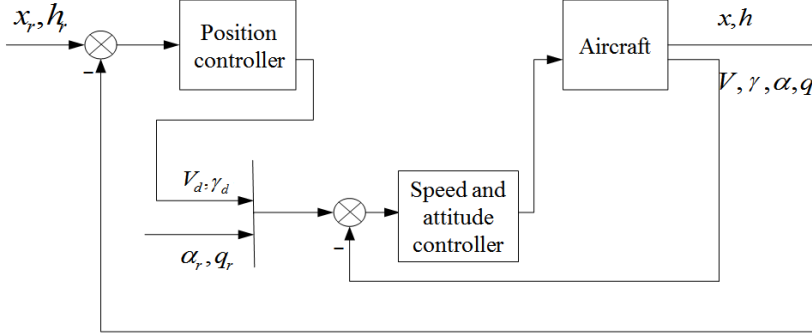 x_r, h_r
Position
controller
Aircraft
x, h
V, γ, α, q
V_d, γ_d
α_r, q_r
Speed and
attitude
controller
-
-